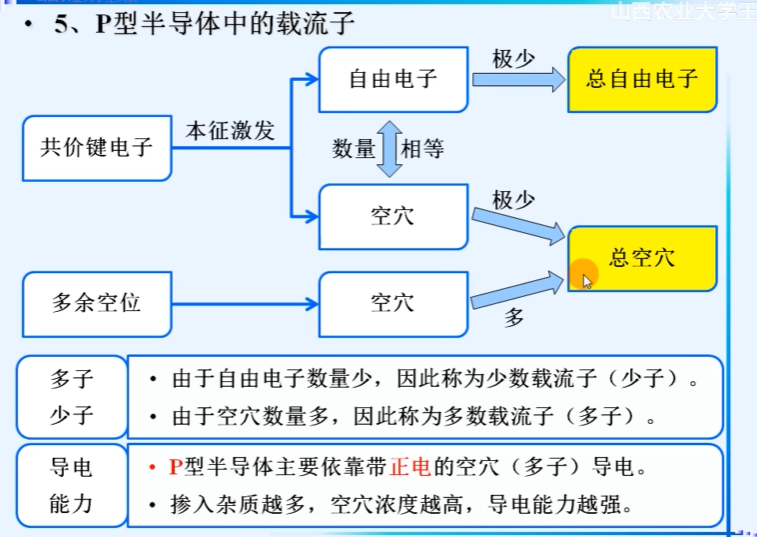 山西农业大学王
• 5、P型半导体中的载流子
自由电子
极少
总自由电子
共价键电子
本征激发
数量 相等
空穴
极少
总空穴
多余空位
空穴
多
多子
少子
• 由于自由电子数量少，因此称为少数载流子（少子）。
• 由于空穴数量多，因此称为多数载流子（多子）。
导电
能力
• P型半导体主要依靠带正电的空穴（多子）导电。
• 掺入杂质越多，空穴浓度越高，导电能力越强。